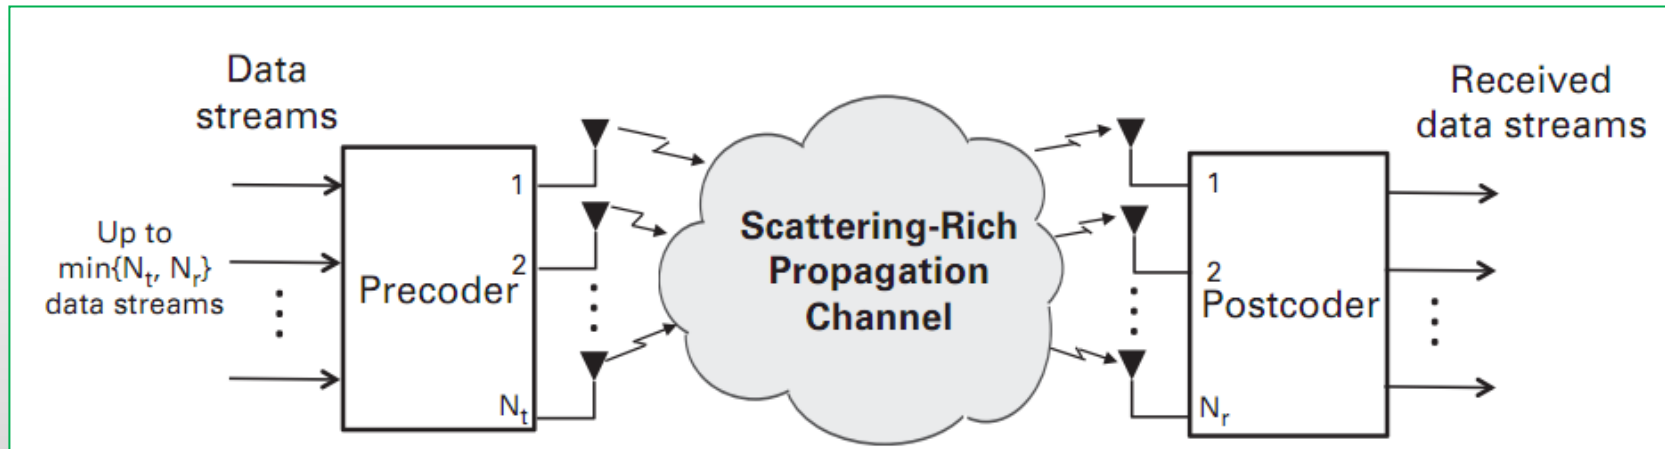 Data
streams
Up to
min{Nt, Nr}
data streams
Precoder
1
2
Nt
Scattering-Rich
Propagation
Channel
1
2
Nr
Postcoder
Received
data streams